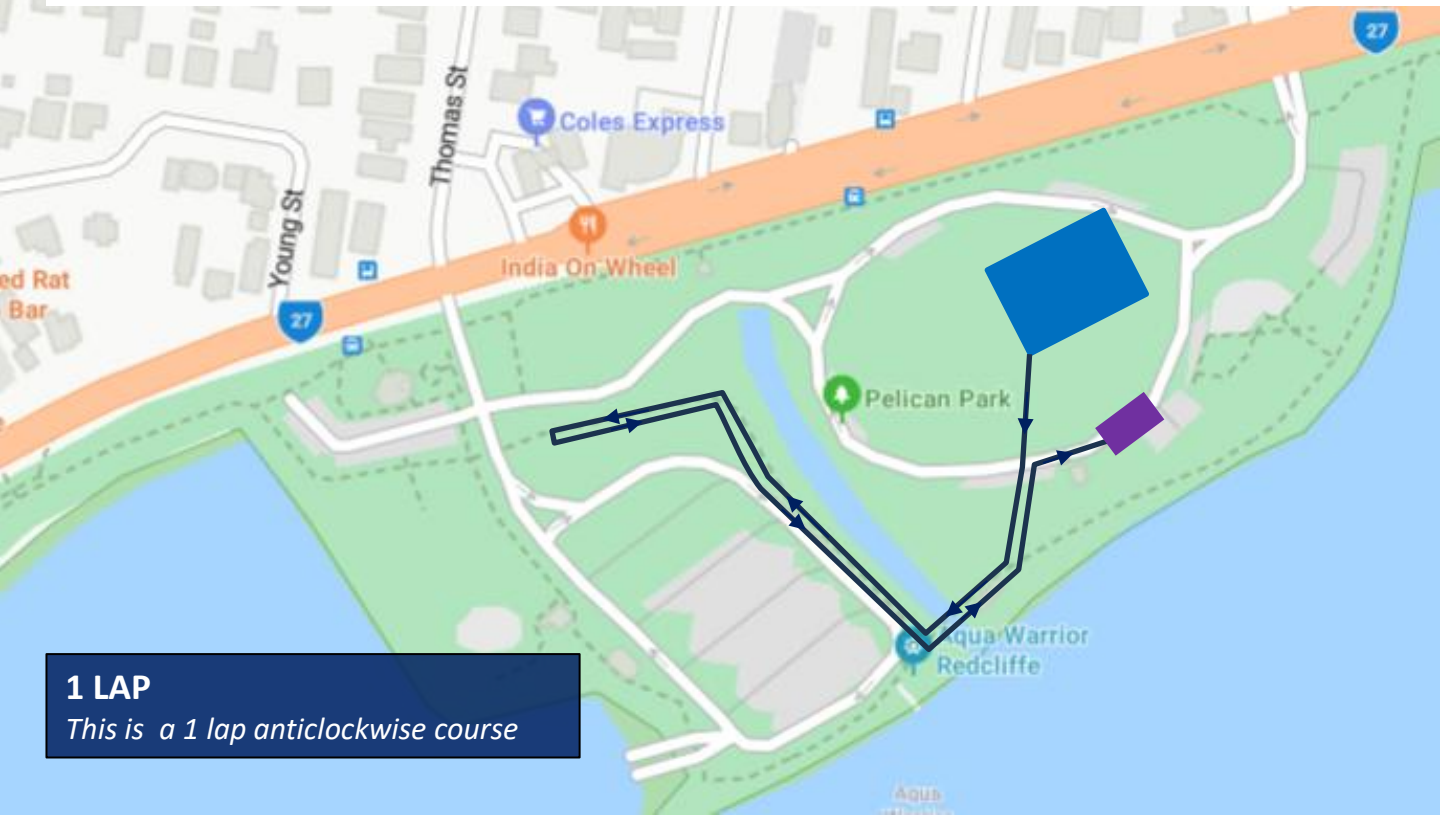 27
Thomas St
Coles Express
Young St
India On Wheel
ed Rat
Bar
27
Pelican Park
Aqua Warrior
Redcliffe
1 LAP
This is a 1 lap anticlockwise course
Aqua